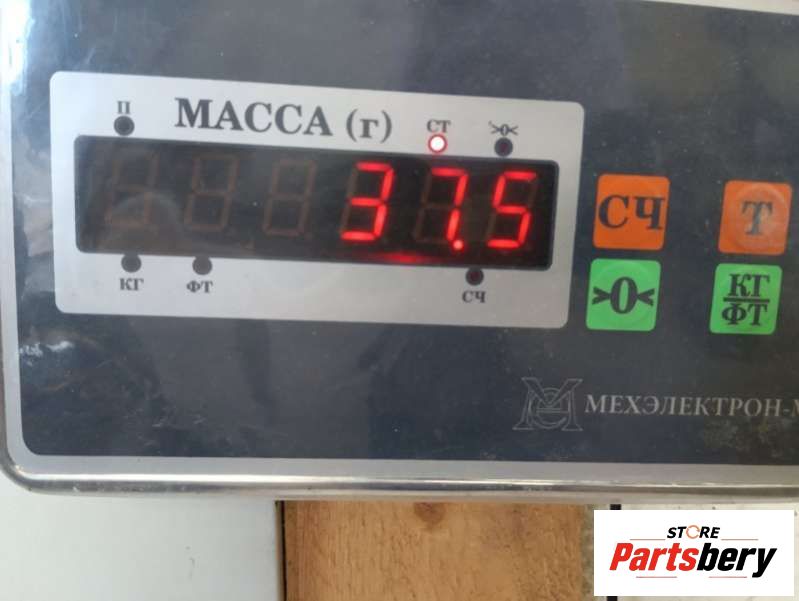 П
МАССА (г)
СТ
>0<
37.5
КГ
ФТ
СЧ
СЧ
Т
>0<
КГ
ФТ
МЕХЭЛЕКТРОН-М
STORE
Partsbery